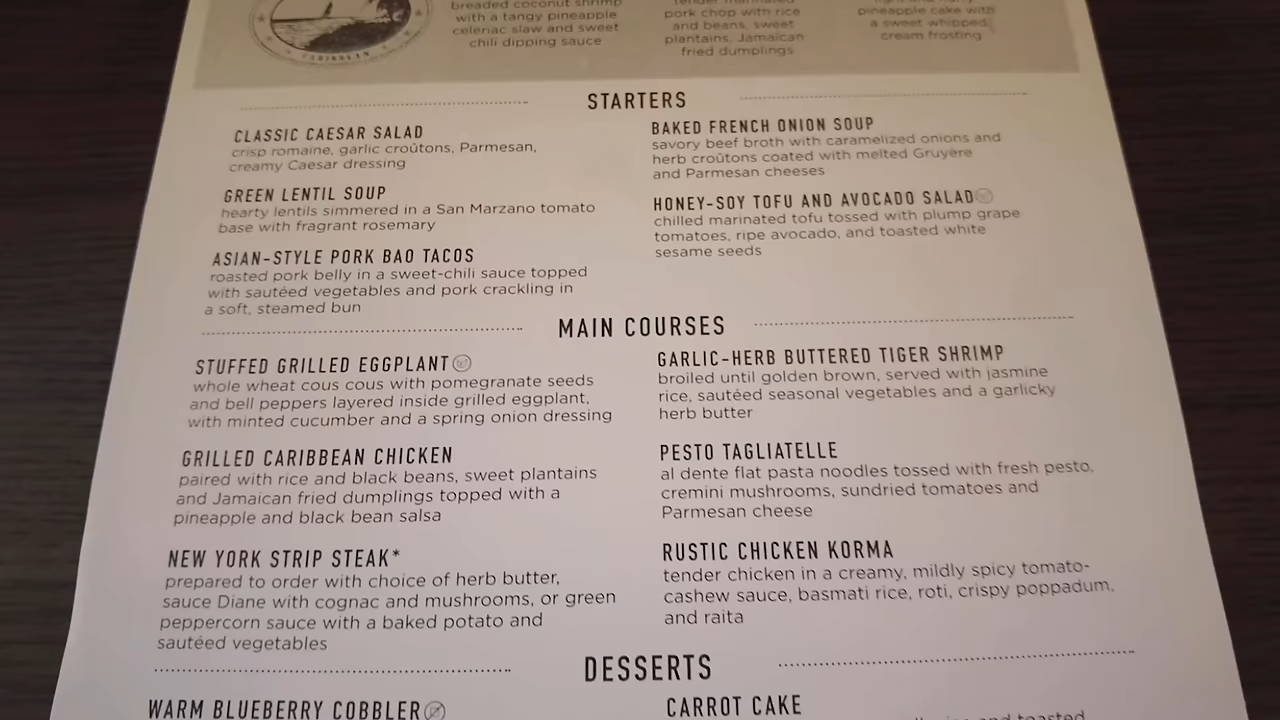 CARIBBEAN
breaded coconut shrimp
with a tangy pineapple
celeriac slaw and sweet
chili dipping sauce
tender marinated
pork chop with rice
and beans, sweet
plantains, Jamaican
fried dumplings
pineapple cake with
a sweet whipped
cream frosting
STARTERS
CLASSIC CAESAR SALAD
crisp romaine, garlic croûtons, Parmesan,
creamy Caesar dressing
GREEN LENTIL SOUP
hearty lentils simmered in a San Marzano tomato
base with fragrant rosemary
ASIAN-STYLE PORK BAO TACOS
roasted pork belly in a sweet-chili sauce topped
with sautéed vegetables and pork crackling in
a soft, steamed bun
BAKED FRENCH ONION SOUP
savory beef broth with caramelized onions and
herb croûtons coated with melted Gruyère
and Parmesan cheeses
HONEY-SOY TOFU AND AVOCADO SALAD
chilled marinated tofu tossed with plump grape
tomatoes, ripe avocado, and toasted white
sesame seeds
MAIN COURSES
STUFFED GRILLED EGGPLANT
whole wheat cous cous with pomegranate seeds
and bell peppers layered inside grilled eggplant,
with minted cucumber and a spring onion dressing
GRILLED CARIBBEAN CHICKEN
paired with rice and black beans, sweet plantains
and Jamaican fried dumplings topped with a
pineapple and black bean salsa
NEW YORK STRIP STEAK*
prepared to order with choice of herb butter,
sauce Diane with cognac and mushrooms, or green
peppercorn sauce with a baked potato and
sautéed vegetables
GARLIC-HERB BUTTERED TIGER SHRIMP
broiled until golden brown, served with jasmine
rice, sautéed seasonal vegetables and a garlicky
herb butter
PESTO TAGLIATELLE
al dente flat pasta noodles tossed with fresh pesto,
cremini mushrooms, sundried tomatoes and
Parmesan cheese
RUSTIC CHICKEN KORMA
tender chicken in a creamy, mildly spicy tomato-
cashew sauce, basmati rice, roti, crispy poppadum,
and raita
DESSERTS
WARM BLUEBERRY COBBLER
CARROT CAKE
and toasted